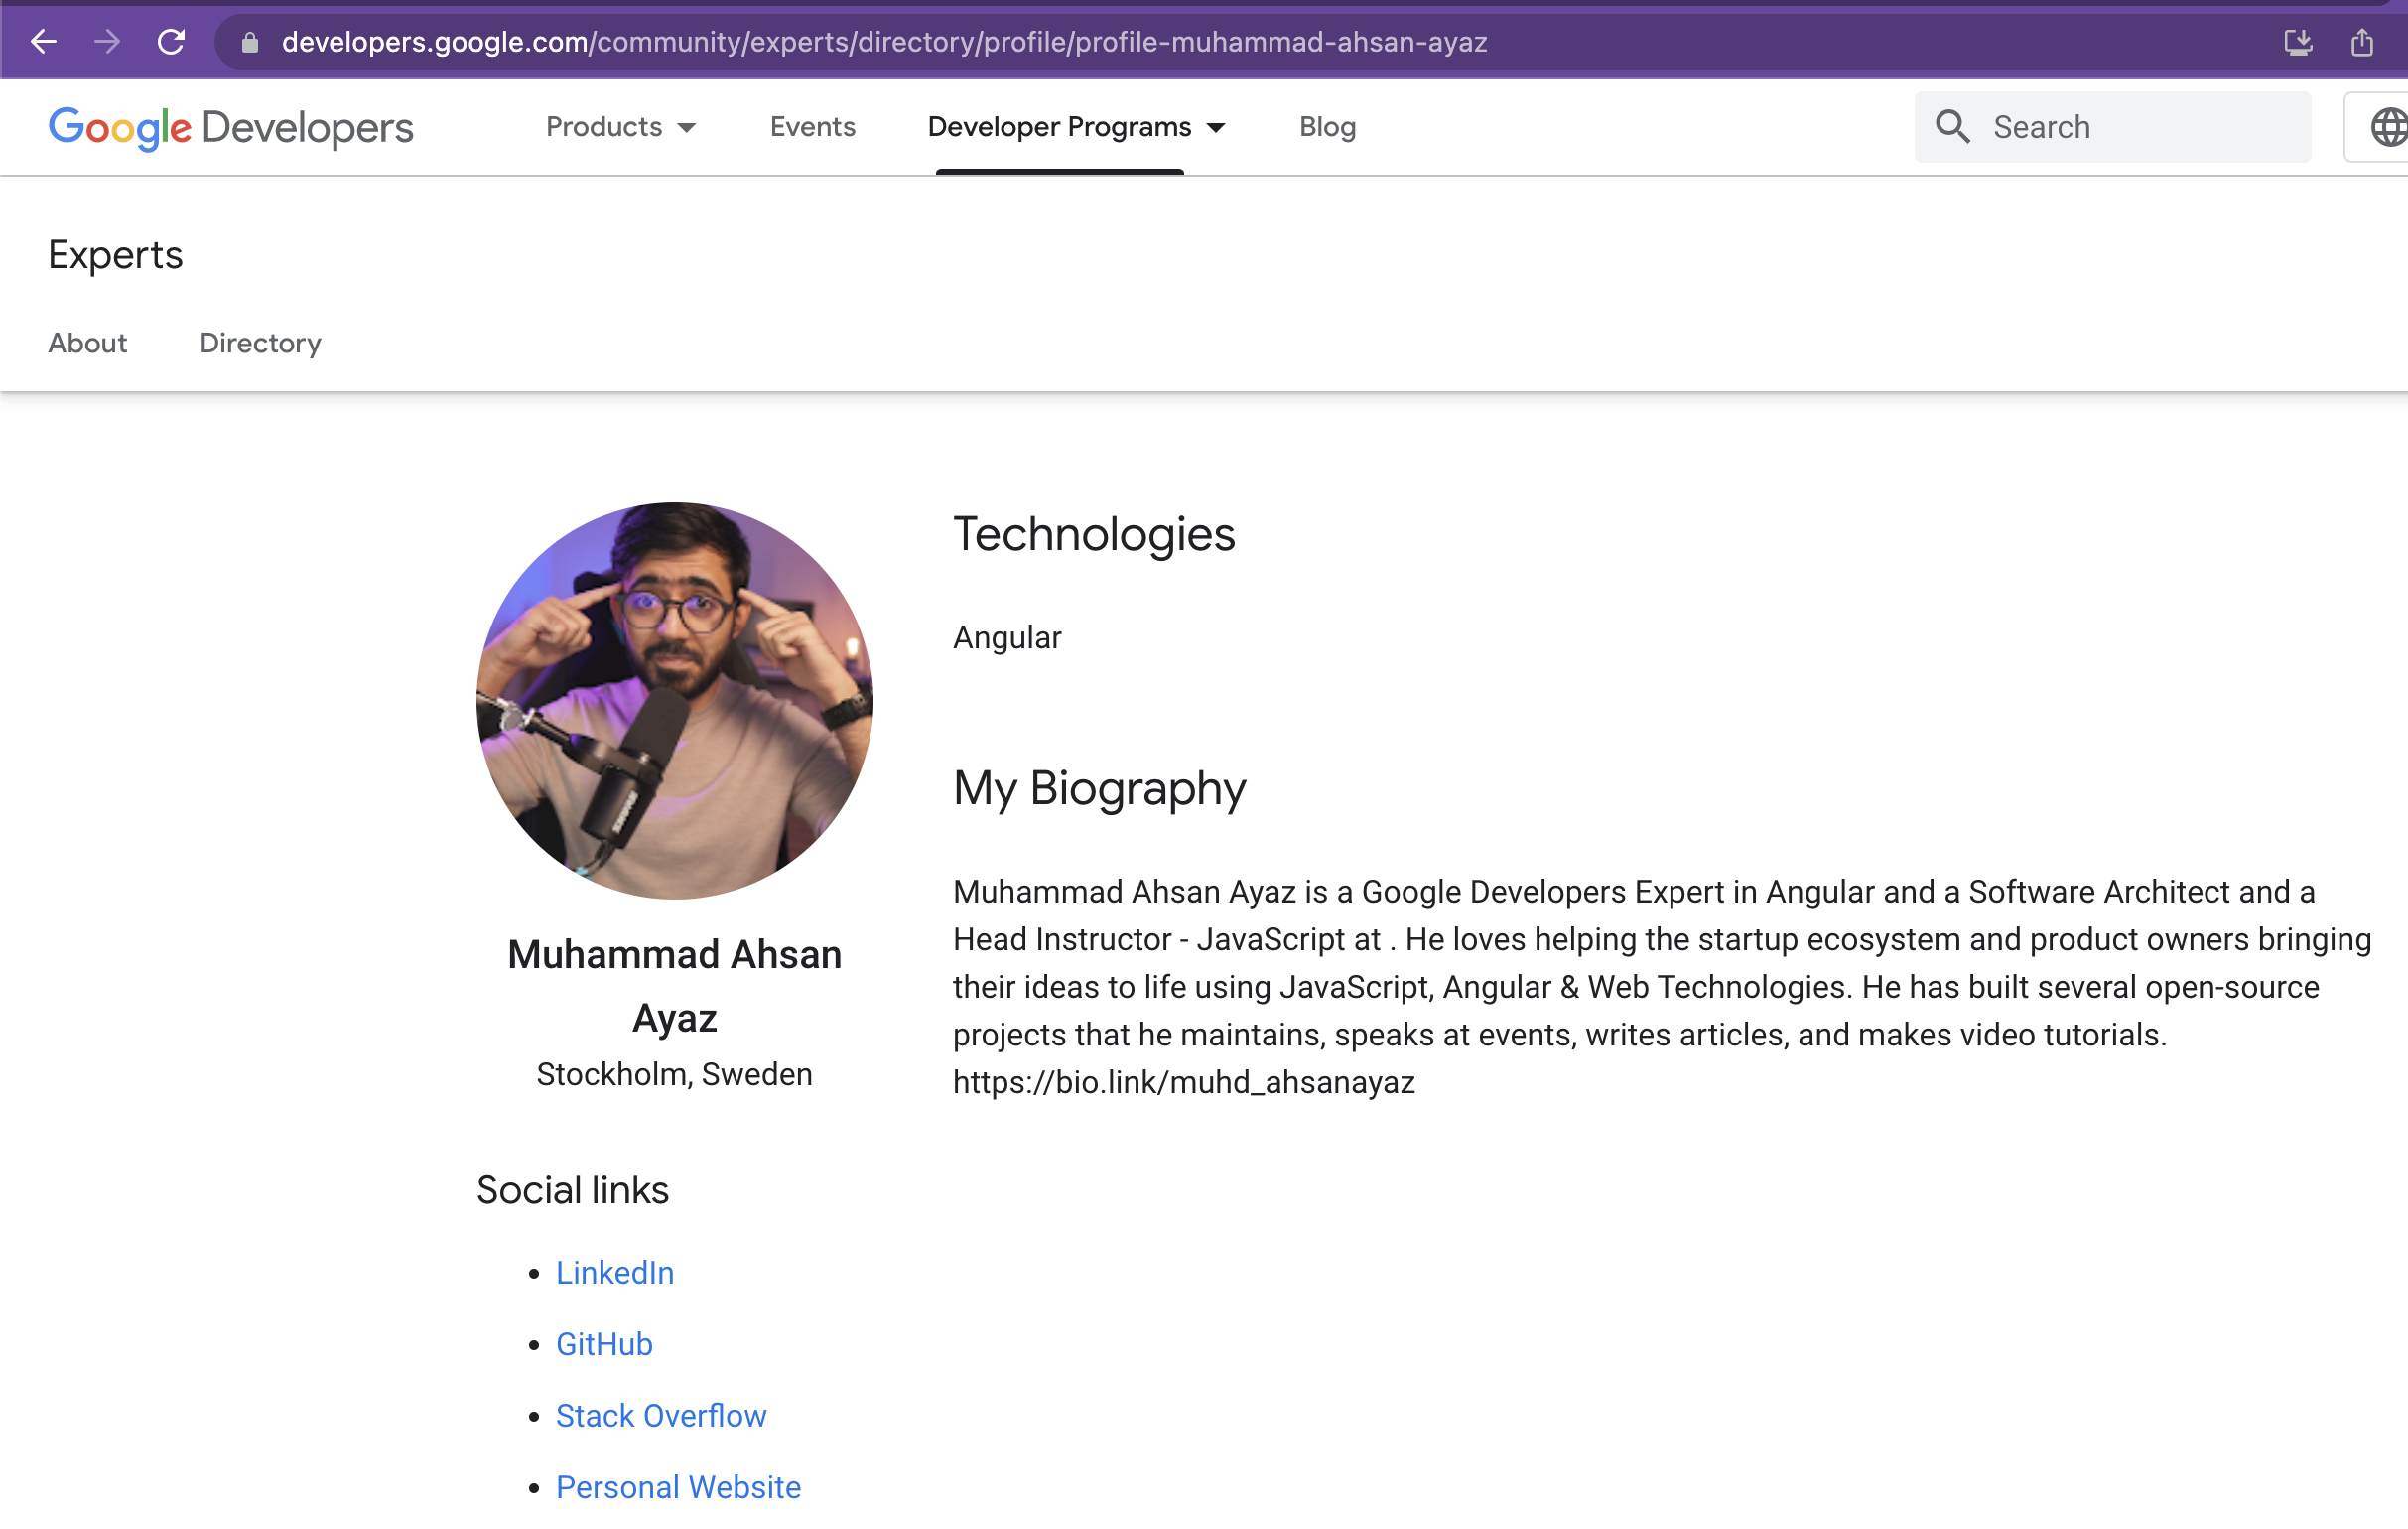 developers.google.com/community/experts/directory/profile/profile-muhammad-ahsan-ayaz
Google Developers
Products
Events
Developer Programs
Blog
Search
Experts
About
Directory
Technologies
Angular
My Biography
Muhammad Ahsan Ayaz is a Google Developers Expert in Angular and a Software Architect and a
Head Instructor - JavaScript at . He loves helping the startup ecosystem and product owners bringing
their ideas to life using JavaScript, Angular & Web Technologies. He has built several open-source
projects that he maintains, speaks at events, writes articles, and makes video tutorials.
https://bio.link/muhd_ahsanayaz
SHURE
Muhammad Ahsan
Ayaz
Stockholm, Sweden
Social links
LinkedIn
GitHub
Stack Overflow
Personal Website